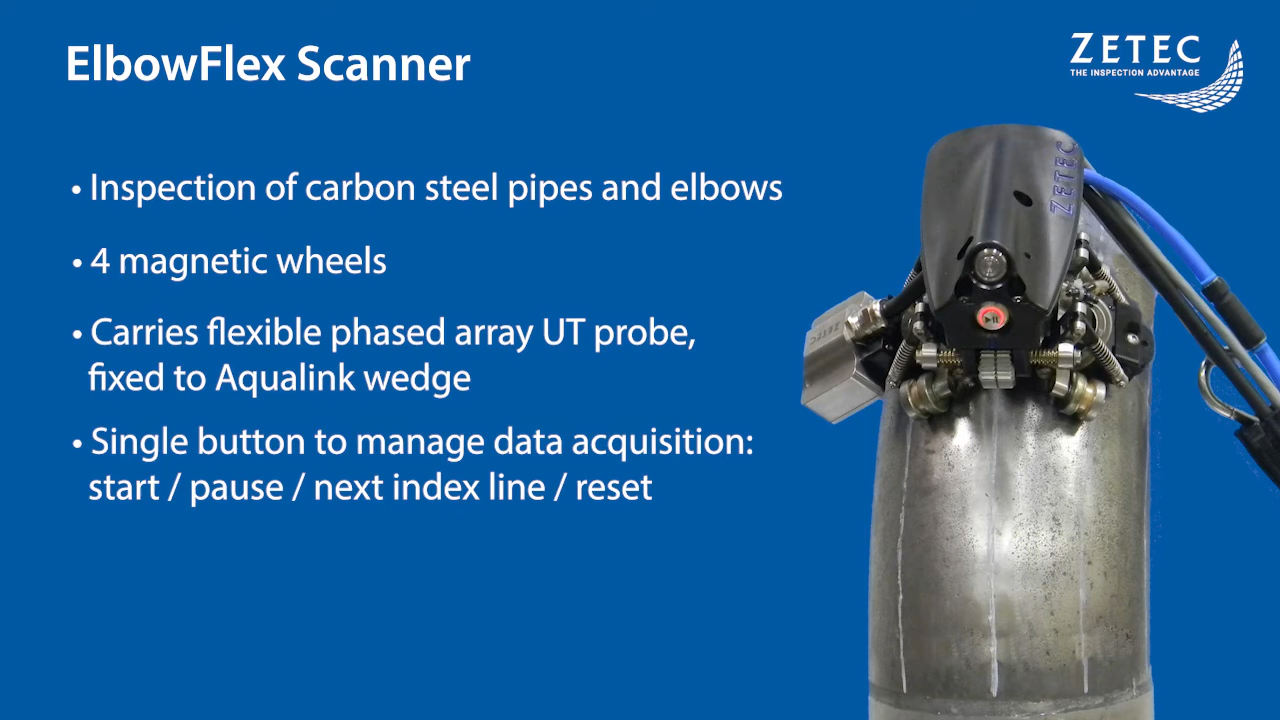 ElbowFlex Scanner
ZETEC
THE INSPECTION ADVANTAGE
• Inspection of carbon steel pipes and elbows
• 4 magnetic wheels
• Carries flexible phased array UT probe,
fixed to Aqualink wedge
• Single button to manage data acquisition:
start / pause / next index line / reset
ZETEC
ZETEC